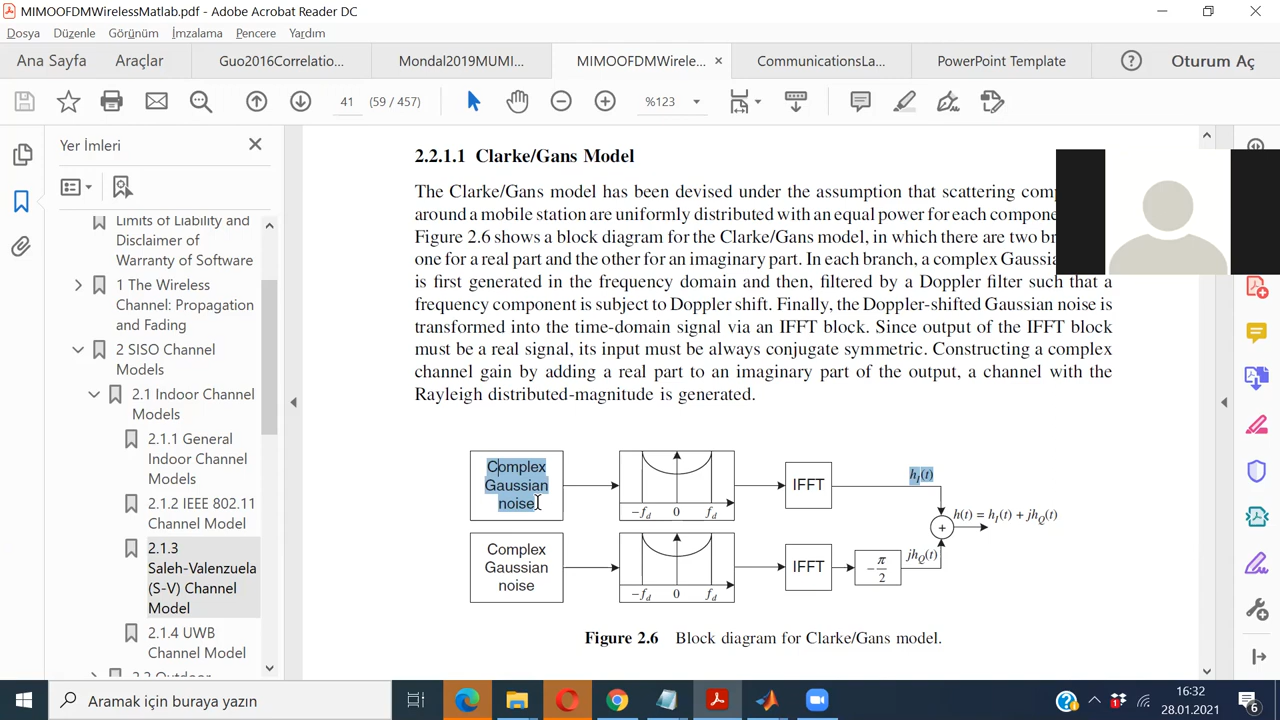 MIMOOFDMWirelessMatlab.pdf - Adobe Acrobat Reader DC
Dosya Düzenle Görünüm İmzalama Pencere Yardım
Ana Sayfa Araçlar Guo2016Correlatio... Mondal2019MUMI... MIMOOFDMWirele... × CommunicationsLa... PowerPoint Template ? Oturum Aç
41 (59 / 457) %123
Yer İmleri
Limits of Liability and
Disclaimer of
Warranty of Software
1 The Wireless
Channel: Propagation
and Fading
2 SISO Channel
Models
2.1 Indoor Channel
Models
2.1.1 General
Indoor Channel
Models
2.1.2 IEEE 802.11
Channel Model
2.1.3
Saleh-Valenzuela
(S-V) Channel
Model
2.1.4 UWB
Channel Model
2.2.1.1 Clarke/Gans Model
The Clarke/Gans model has been devised under the assumption that scattering
around a mobile station are uniformly distributed with an equal power for each
Figure 2.6 shows a block diagram for the Clarke/Gans model, in which there are two
one for a real part and the other for an imaginary part. In each branch, a complex
is first generated in the frequency domain and then, filtered by a Doppler filter such that a
frequency component is subject to Doppler shift. Finally, the Doppler-shifted Gaussian noise is
transformed into the time-domain signal via an IFFT block. Since output of the IFFT block
must be a real signal, its input must be always conjugate symmetric. Constructing a complex
channel gain by adding a real part to an imaginary part of the output, a channel with the
Rayleigh distributed-magnitude is generated.
Complex
Gaussian
noise
−f_d 0 f_d
IFFT
h_I(t)
h(t) = h_I(t) + jh_Q(t)
+
Complex
Gaussian
noise
−f_d 0 f_d
IFFT
−π/2
jh_Q(t)
Figure 2.6 Block diagram for Clarke/Gans model.
Aramak için buraya yazın
16:32
28.01.2021
6